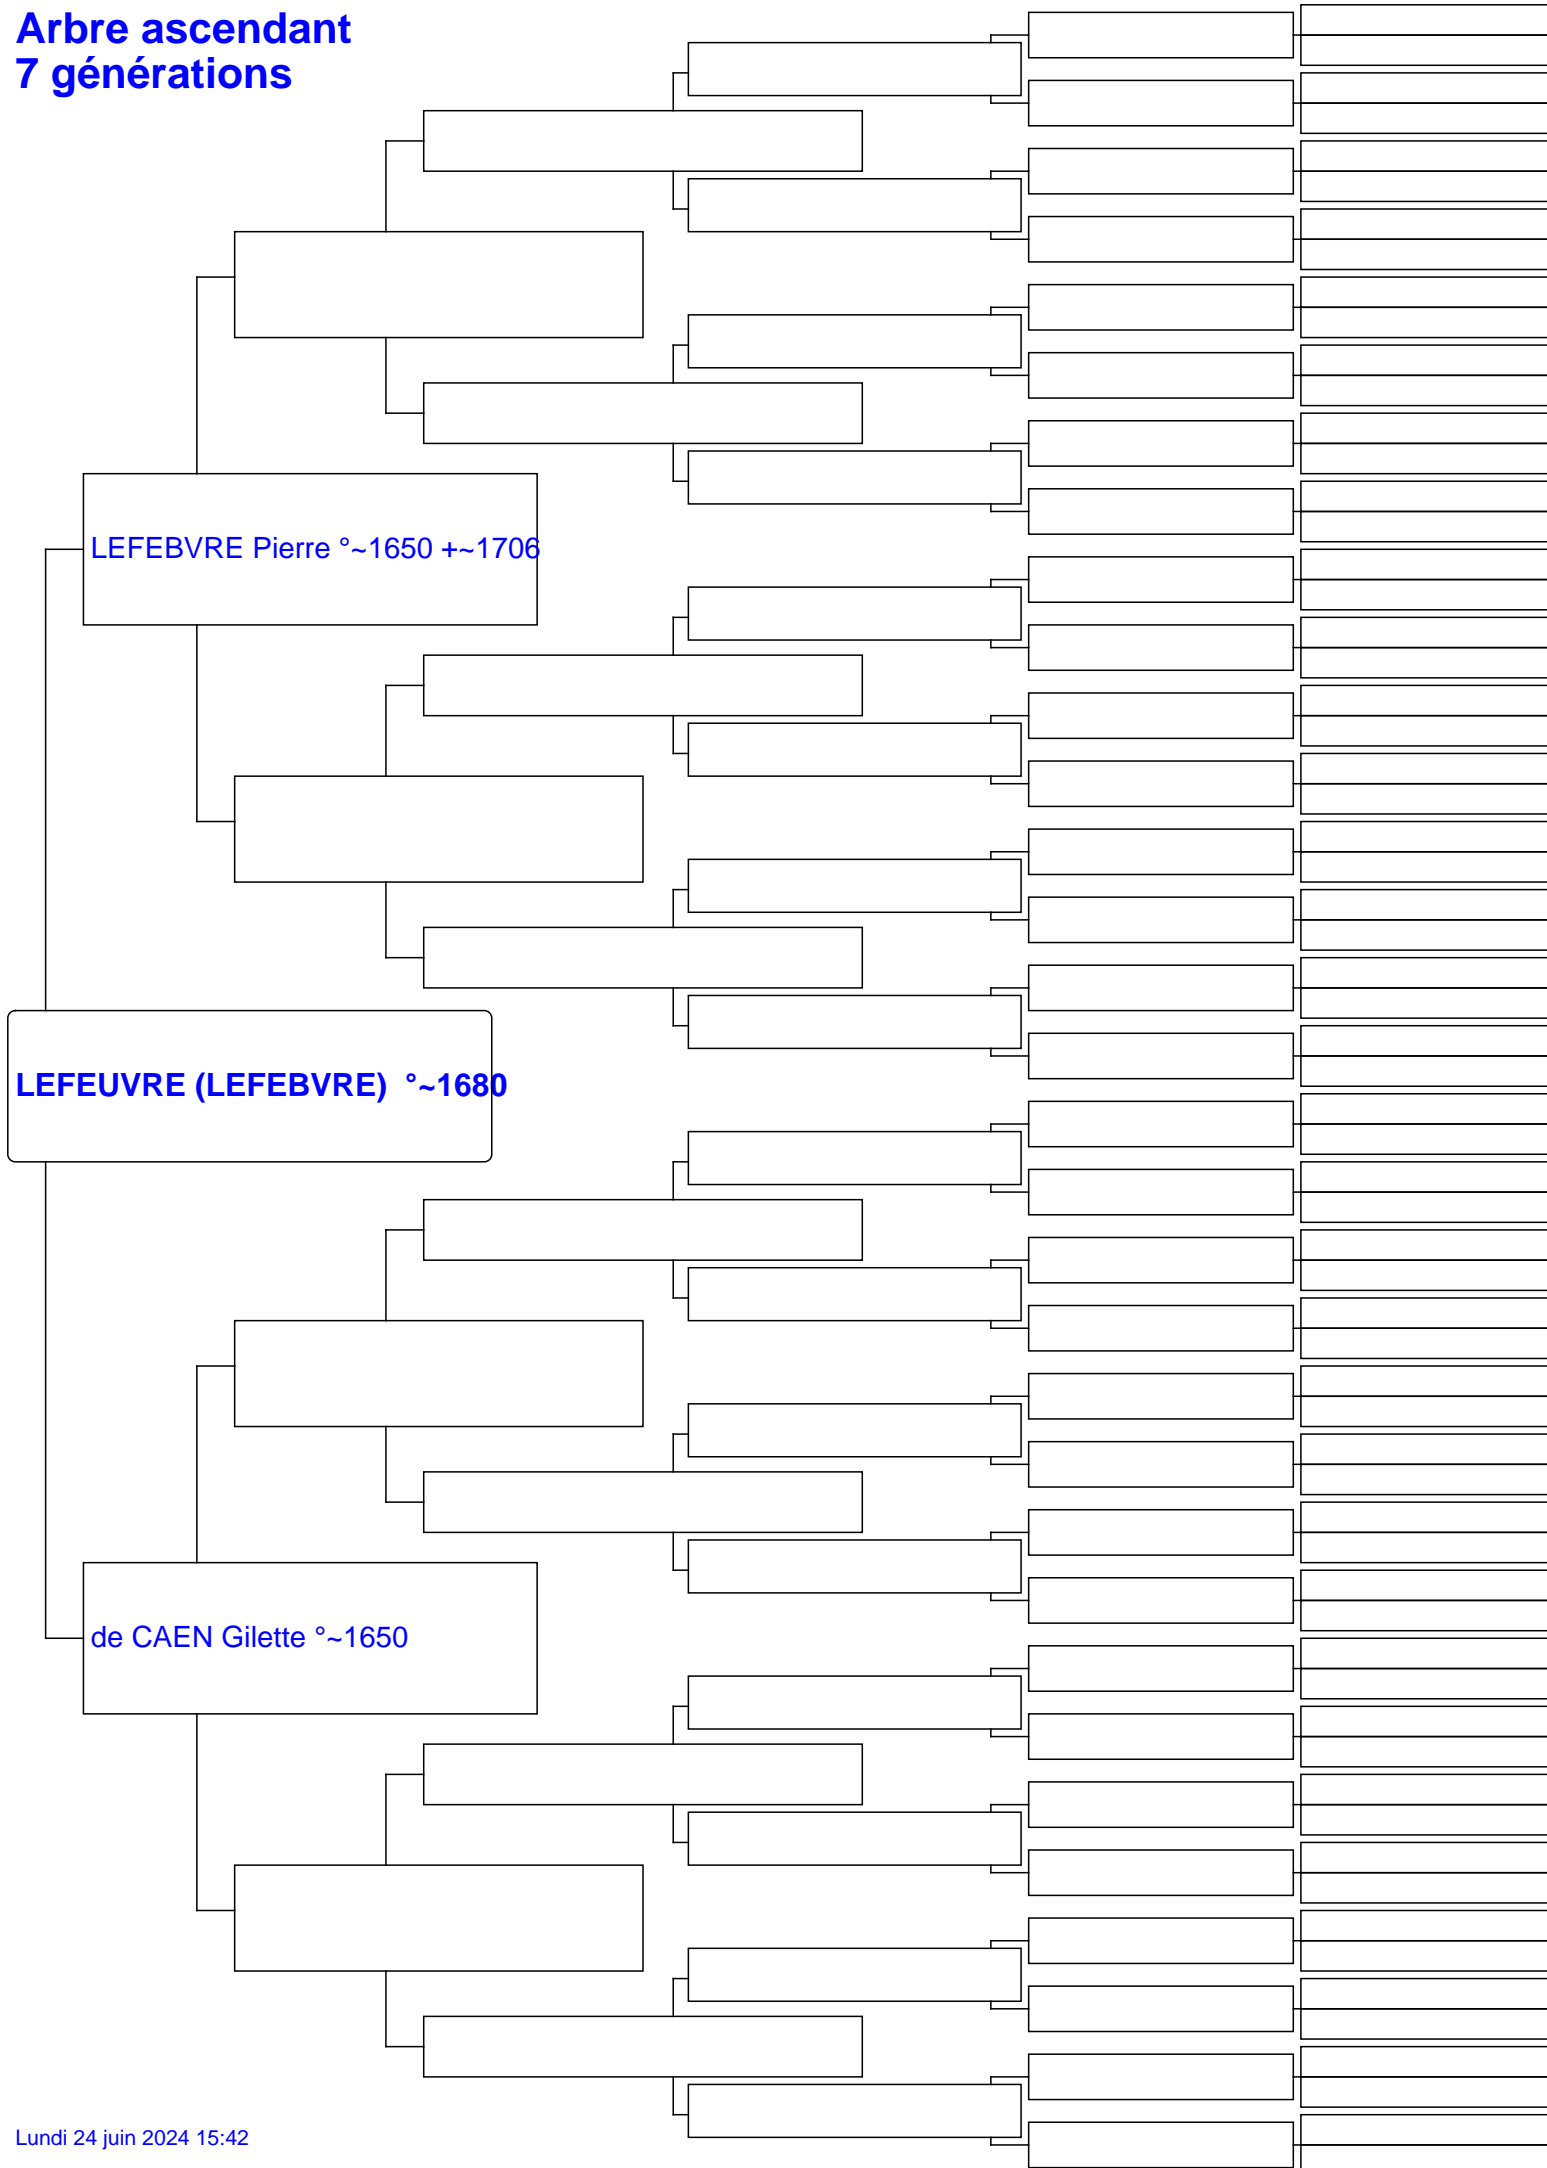 Arbre ascendant
7 générations
LEFEBVRE Pierre °~1650 +~1706
LEFEUVRE (LEFEBVRE)  °~1680
de CAEN Gilette °~1650
Lundi 24 juin 2024 15:42